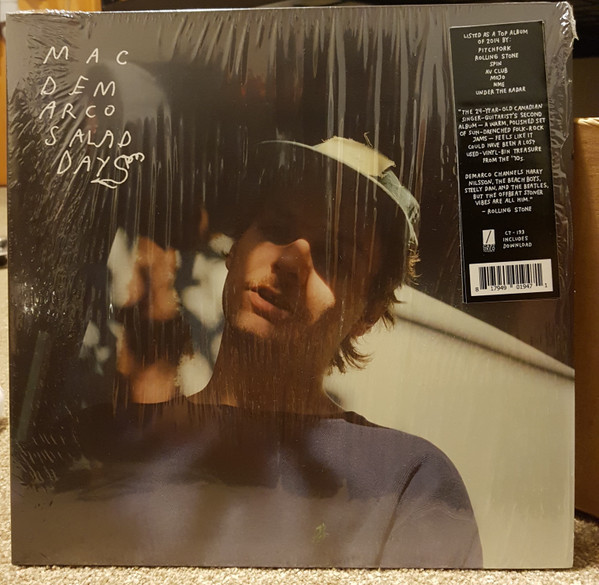 MAC
DEM
ARCO
SALAD
DAYS
LISTED AS A TOP ALBUM
OF 2014 BY:
PITCHFORK
ROLLING STONE
SPIN
AV CLUB
MOJO
NME
UNDER THE RADAR
"THE 24-YEAR-OLD CANADIAN
SINGER-GUITARIST'S SECOND
ALBUM – A WARM, POLISHED SET
OF SUN-DRENCHED FOLK-ROCK
JAMS – FEELS LIKE IT
COULD HAVE BEEN A LOST
USED-VINYL-BIN TREASURE
FROM THE '70s.
DEMARCO CHANNELS HARRY
NILSSON, THE BEACH BOYS,
STEELY DAN, AND THE BEATLES,
BUT THE OFFBEAT STONER
VIBES ARE ALL HIM."
– ROLLING STONE
CT-193
INCLUDES
DOWNLOAD
8 17949 01947 1